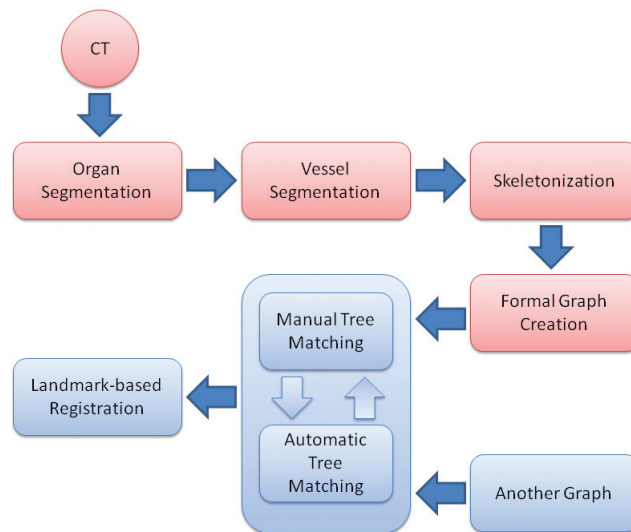 CT
Organ
Segmentation
Vessel
Segmentation
Skeletonization
Formal Graph
Creation
Manual Tree
Matching
Landmark-based
Registration
Automatic
Tree
Matching
Another Graph